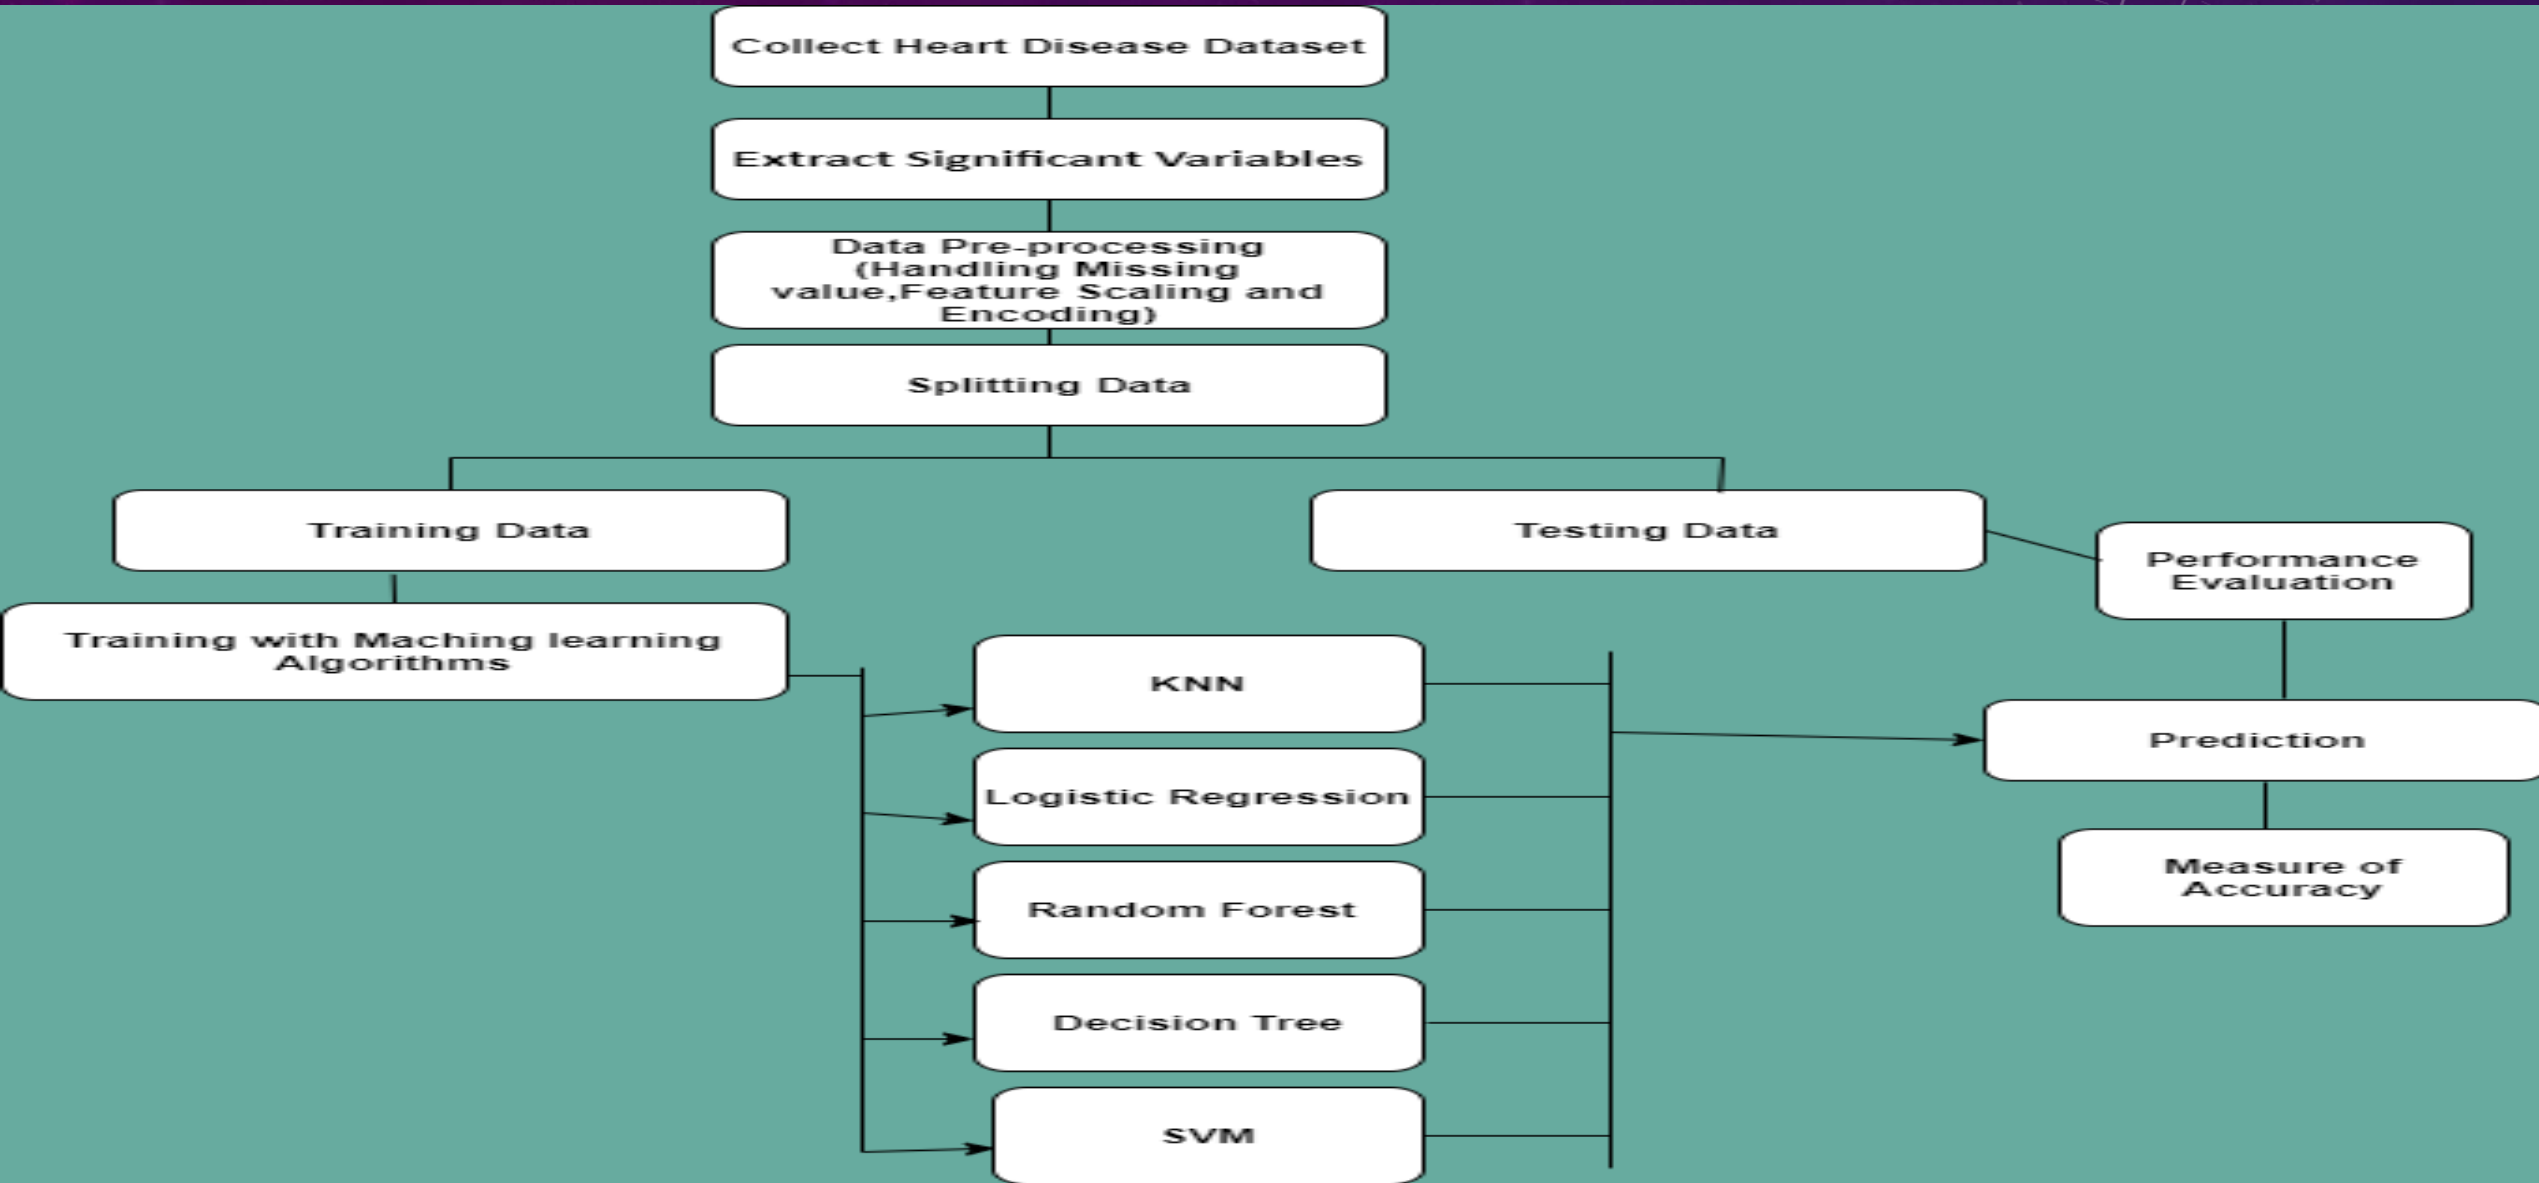 Collect Heart Disease Dataset
Extract Significant Variables
Data Pre-processing
(Handling Missing
value,Feature Scaling and
Encoding)
Splitting Data
Training Data
Testing Data
Performance
Evaluation
Training with Maching learning
Algorithms
KNN
Logistic Regression
Random Forest
Decision Tree
SVM
Prediction
Measure of
Accuracy